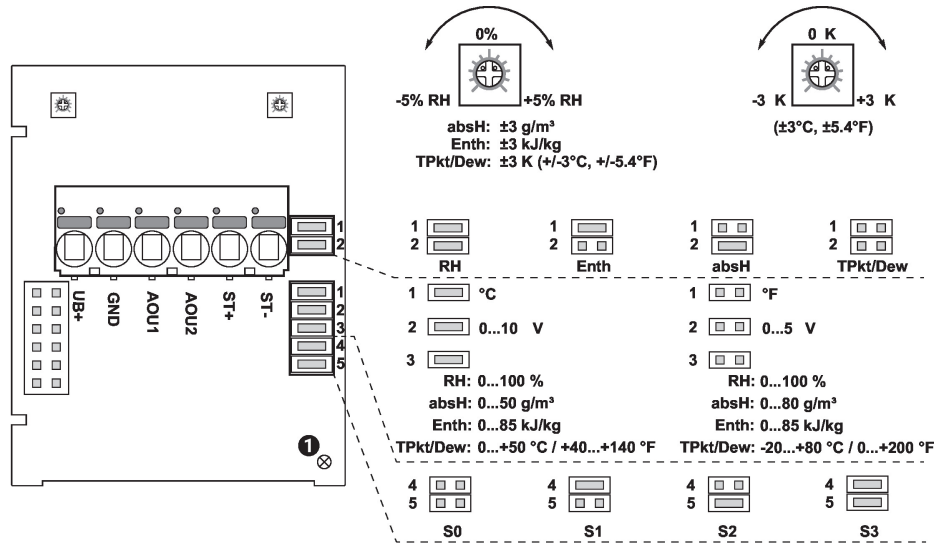 0%
-5% RH +5% RH
absH: ±3 g/m³
Enth: ±3 kJ/kg
TPkt/Dew: ±3 K (+/-3°C, +/-5.4°F)
0 K
-3 K +3 K
(±3°C, ±5.4°F)
1
2
UB+
GND
AOU1
AOU2
ST+
ST-
1
2
3
4
5
1
1
2
RH
1
2
Enth
1
2
absH
1
2
TPkt/Dew
1 °C
2 0...10 V
3
RH: 0...100 %
absH: 0...50 g/m³
Enth: 0...85 kJ/kg
TPkt/Dew: 0...+50 °C / +40...+140 °F
1 °F
2 0...5 V
3
RH: 0...100 %
absH: 0...80 g/m³
Enth: 0...85 kJ/kg
TPkt/Dew: -20...+80 °C / 0...+200 °F
4
5
S0
4
5
S1
4
5
S2
4
5
S3